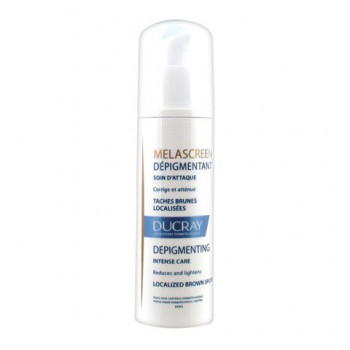 MELASCREEN
DÉPIGMENTANT
SOIN D'ATTAQUE
Corrige et atténue
TACHES BRUNES
LOCALISÉES
DUCRAY
DEPIGMENTING
INTENSE CARE
Reduces and lightens
LOCALIZED BROWN SPOTS